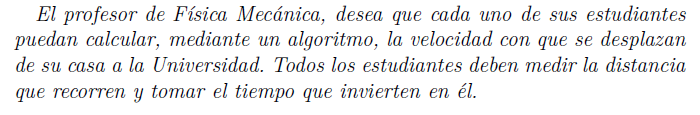 El profesor de Física Mecánica, desea que cada uno de sus estudiantes
puedan calcular, mediante un algoritmo, la velocidad con que se desplazan
de su casa a la Universidad. Todos los estudiantes deben medir la distancia
que recorren y tomar el tiempo que invierten en él.